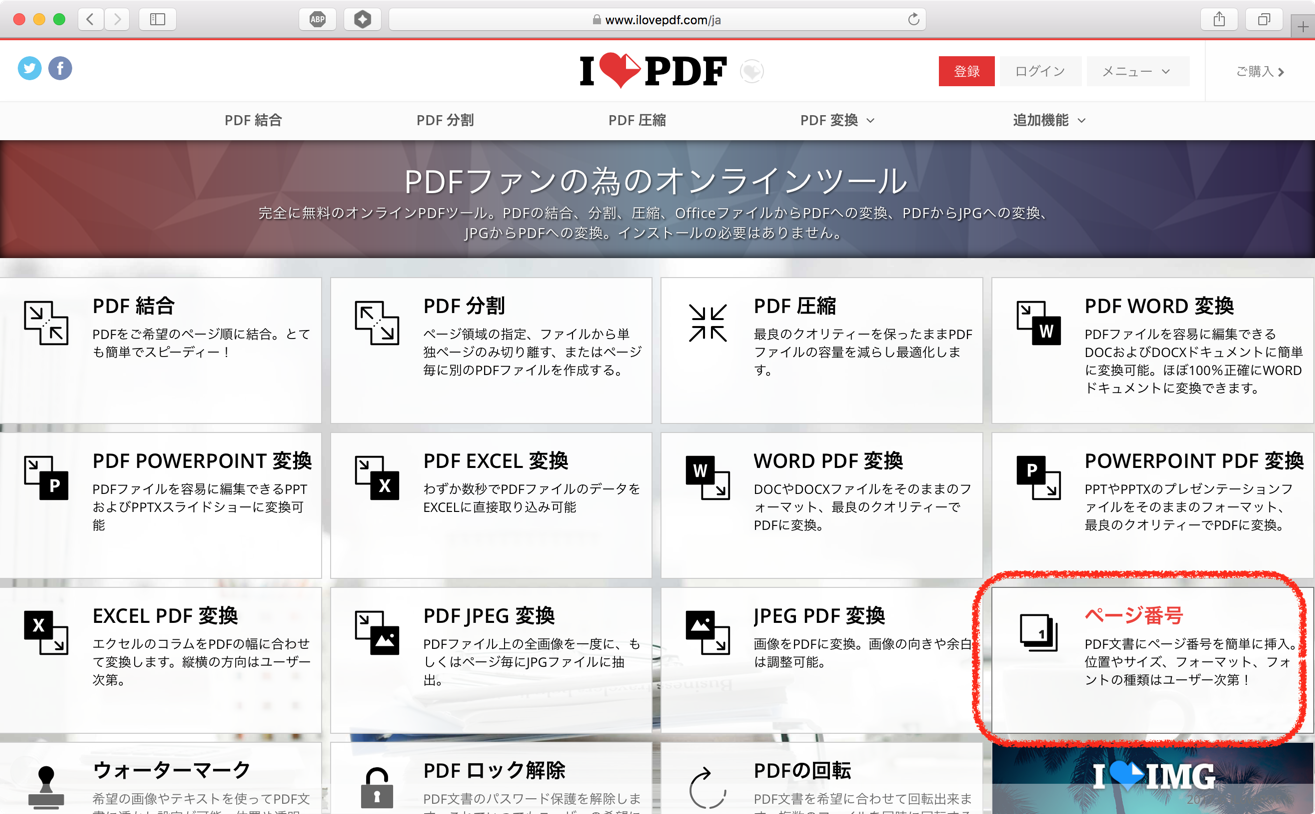 ABP
www.ilovepdf.com/ja
I PDF
登録
ログイン
メニュー
ご購入
PDF 結合
PDF 分割
PDF 圧縮
PDF 変換
追加機能
PDFファンの為のオンラインツール
完全に無料のオンラインPDFツール。PDFの結合、分割、圧縮、OfficeファイルからPDFへの変換、PDFからJPGへの変換、
JPGからPDFへの変換。インストールの必要はありません。
PDF 結合
PDFをご希望のページ順に結合。とて
も簡単でスピーディー！
PDF 分割
ページ領域の指定、ファイルから単
独ページのみ切り離す、またはページ
毎に別のPDFファイルを作成する。
PDF 圧縮
最良のクオリティーを保ったままPDF
ファイルの容量を減らし最適化しま
す。
W
PDF WORD 変換
PDFファイルを容易に編集できる
DOCおよびDOCXドキュメントに簡単
に変換可能。ほぼ100%正確にWORD
ドキュメントに変換できます。
P
PDF POWERPOINT 変換
PDFファイルを容易に編集できるPPT
およびPPTXスライドショーに変換可
能
X
PDF EXCEL 変換
わずか数秒でPDFファイルのデータを
EXCELに直接取り込み可能
W
WORD PDF 変換
DOCやDOCXファイルをそのままのフ
ォーマット、最良のクオリティーで
PDFに変換。
P
POWERPOINT PDF 変換
PPTやPPTXのプレゼンテーションフ
ァイルをそのままのフォーマット、
最良のクオリティーでPDFに変換。
X
EXCEL PDF 変換
エクセルのコラムをPDFの幅に合わせ
て変換します。縦横の方向はユーザー
次第。
PDF JPEG 変換
PDFファイル上の全画像を一度に、も
しくはページ毎にJPGファイルに抽
出。
JPEG PDF 変換
画像をPDFに変換。画像の向きや余白
は調整可能。
1
ページ番号
PDF文書にページ番号を簡単に挿入。
位置やサイズ、フォーマット、フォ
ントの種類はユーザー次第！
ウォーターマーク
希望の画像やテキストを使ってPDF文
PDF ロック解除
PDF文書のパスワード保護を解除しま
PDFの回転
PDF文書を希望に合わせて回転出来ま
I IMG